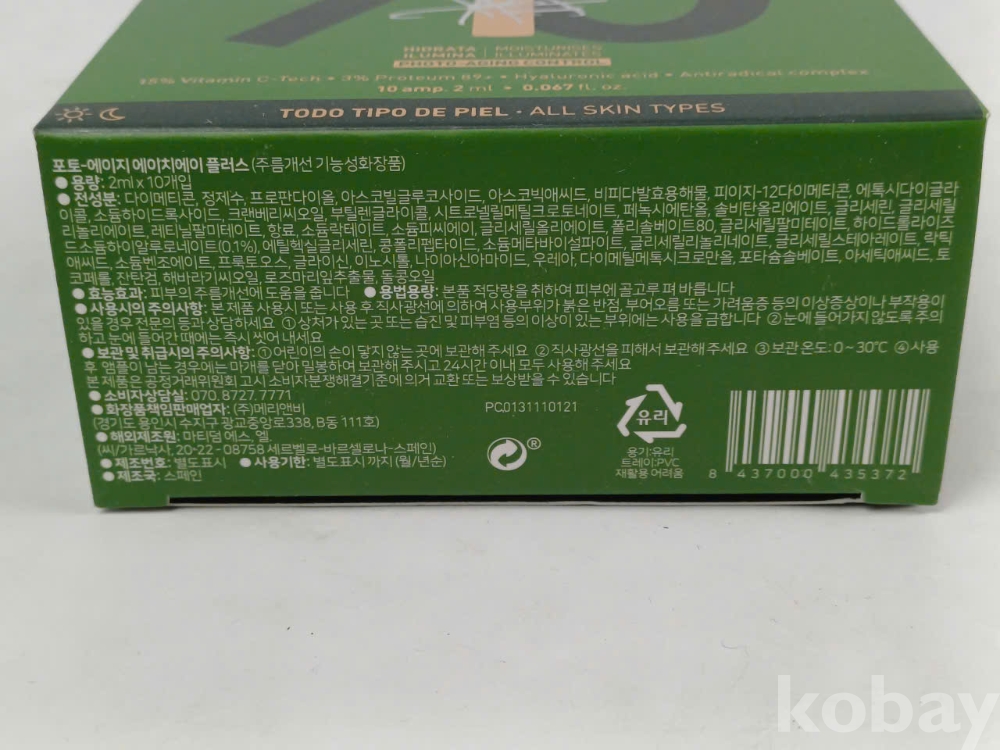 HIDRATA | MOISTURISES
ILUMINA | ILLUMINATES
PHOTO-AGING CONTROL
15% Vitamin C-Tech • 3% Proteum 89+ • Hyaluronic acid • Antiradical complex
10 amp. 2 ml • 0,067 fl. oz.
TODO TIPO DE PIEL • ALL SKIN TYPES
포토-에이지 에이치에이 플러스 (주름개선 기능성화장품)
● 용량: 2ml x 10개입
● 전성분: 다이메티콘, 정제수, 프로판다이올, 아스코빌글루코사이드, 아스코빅애씨드, 비피다발효용해물, 피이지-12다이메티콘, 에톡시다이글라
이콜, 소듐하이드록사이드, 크랜베리씨오일, 부틸렌글라이콜, 시트로넬릴메틸크로토네이트, 페녹시에탄올, 솔비탄올리에이트, 글리세린, 글리세릴
리놀리에이트, 레티닐팔미테이트, 향료, 소듐락테이트, 소듐피씨에이, 글리세릴올리에이트, 폴리솔베이트80, 글리세릴팔미테이트, 하이드롤라이즈
드소듐하이알루로네이트(0.1%), 에틸헥실글리세린, 콩폴리펩타이드, 소듐메타바이설파이트, 글리세릴리놀리네이트, 글리세릴스테아레이트, 락틱
애씨드, 소듐벤조에이트, 프룩토오스, 글라이신, 이노시톨, 나이아신아마이드, 우레아, 다이메틸메톡시크로만올, 포타슘솔베이트, 아세틱애씨드, 토
코페롤, 잔탄검, 해바라기씨오일, 로즈마리잎추출물, 동콩오일
● 효능효과: 피부의 주름개선에 도움을 줍니다 ● 용법용량: 본품 적당량을 취하여 피부에 골고루 펴 바릅니다
● 사용시의 주의사항: 본 제품 사용시 또는 사용 후 직사광선에 의하여 사용부위가 붉은 반점, 부어오름 또는 가려움증 등의 이상증상이나 부작용이
있을 경우 전문의 등과 상담하세요 ① 상처가 있는 곳 또는 습진 및 피부염 등의 이상이 있는 부위에는 사용을 금합니다 ② 눈에 들어가지 않도록 주의
하고 눈에 들어간 때에는 즉시 씻어 내세요
● 보관 및 취급시의 주의사항: ① 어린이의 손이 닿지 않는 곳에 보관해 주세요 ② 직사광선을 피해서 보관해 주세요 ③ 보관 온도: 0~30℃ ④ 사용
후 앰플이 남는 경우에는 마개를 닫아 밀봉하여 보관해 주시고 24시간 이내 모두 사용해 주세요
본 제품은 공정거래위원회 고시 소비자분쟁해결기준에 의거 교환 또는 보상받을 수 있습니다
● 소비자상담실: 070.8727.7771
● 화장품책임판매업자: (주)메리앤비
(경기도 용인시 수지구 광교중앙로338, B동 111호)
● 해외제조원: 마티덤 에스. 엘.
(씨/가르낙사, 20-22 - 08758 세르벨로-바르셀로나-스페인)
● 제조번호: 별도표시 ● 사용기한: 별도표시 까지 (월/년순)
● 제조국: 스페인
PC0131110121
®
유리
용기:유리
트레이:PVC
재활용 어려움
8 437000 435372
kobay